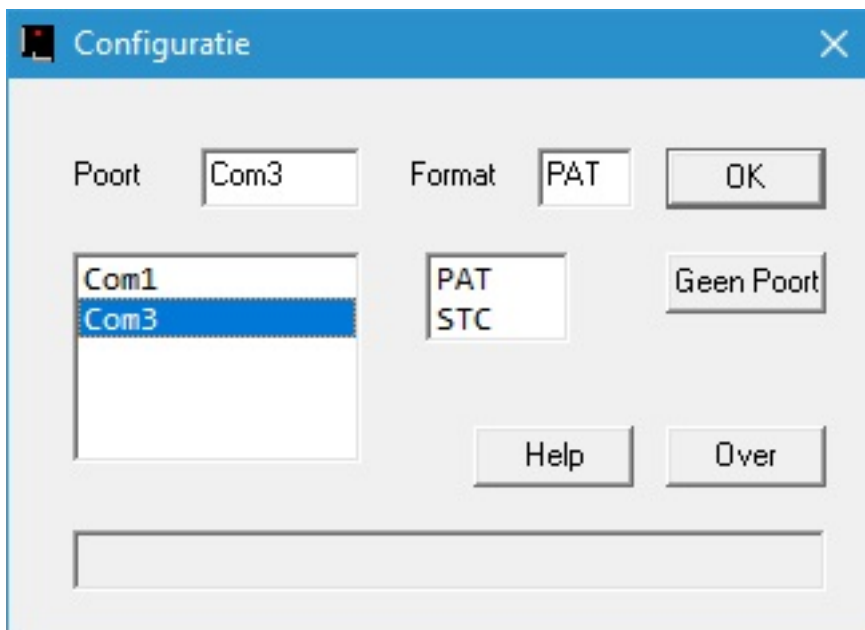 Configuratie
Poort Com3 Format PAT OK
Com1 PAT Geen Poort
Com3 STC
Help Over